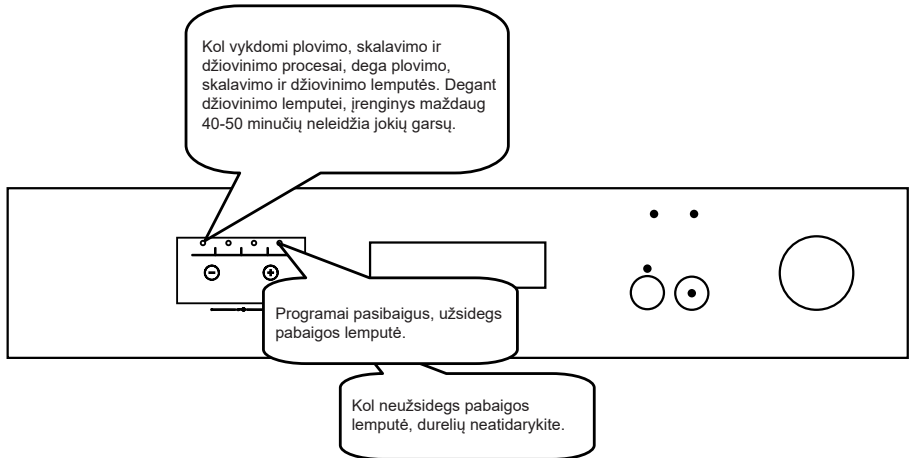 Kol vykdomi plovimo, skalavimo ir
džiovinimo procesai, dega plovimo,
skalavimo ir džiovinimo lemputės. Degant
džiovinimo lemputei, įrenginys maždaug
40-50 minučių neleidžia jokių garsų.
Programai pasibaigus, užsidegs
pabaigos lemputė.
Kol neužsidegs pabaigos
lemputė, durelių neatidarykite.